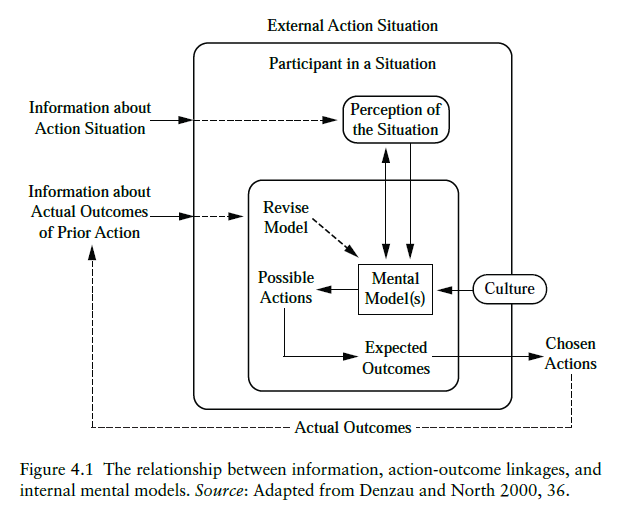 External Action Situation
Participant in a Situation
Information about
Action Situation
Perception of
the Situation
Information about
Actual Outcomes
of Prior Action
Revise
Model
Possible
Actions
Mental
Model(s)
Culture
Expected
Outcomes
Chosen
Actions
Actual Outcomes
Figure 4.1 The relationship between information, action-outcome linkages, and
internal mental models. Source: Adapted from Denzau and North 2000, 36.